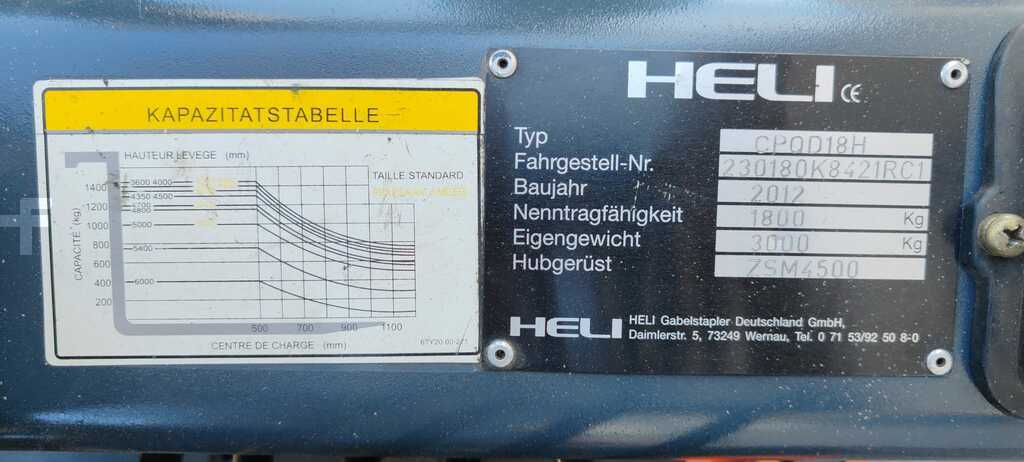 KAPAZITATSTABELLE
HAUTEUR LEVEGE (mm)
TAILLE STANDARD
CAPACITÉ (kg)
1400
1200
1000
800
600
400
200
3600 4000
4350 4500
4700
4800
5000
5400
6000
500 700 900 1100
CENTRE DE CHARGE (mm)
HELI CE
Typ CPQD18H
Fahrgestell-Nr. 230180K8421RC1
Baujahr 2012
Nenntragfähigkeit 1800 Kg
Eigengewicht 3000 Kg
Hubgerüst ZSM4500
HELI
HELI Gabelstapler Deutschland GmbH,
Daimlerstr. 5, 73249 Wernau, Tel. 0 71 53/92 50 8-0